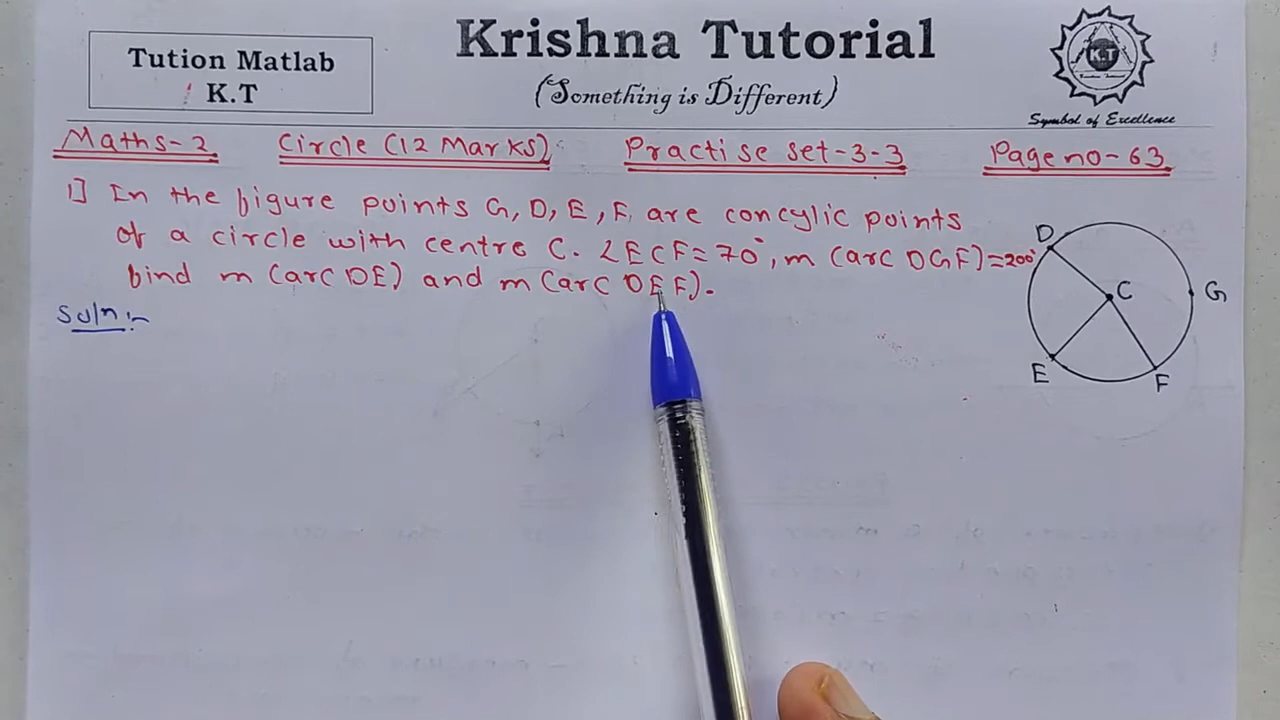 Tution Matlab
K.T
Krishna Tutorial
(Something is Different)
K.T
Symbol of Excellence
Maths-2 Circle (12 Marks) Practise set-3-3 Page no-63
1] In the figure points G, D, E, F, are concylic points
of a circle with centre C. ∠ECF = 70°, m (arc DGF) = 200°
find m (arc DE) and m (arc DEF).
Soln :-
D
C
G
E
F